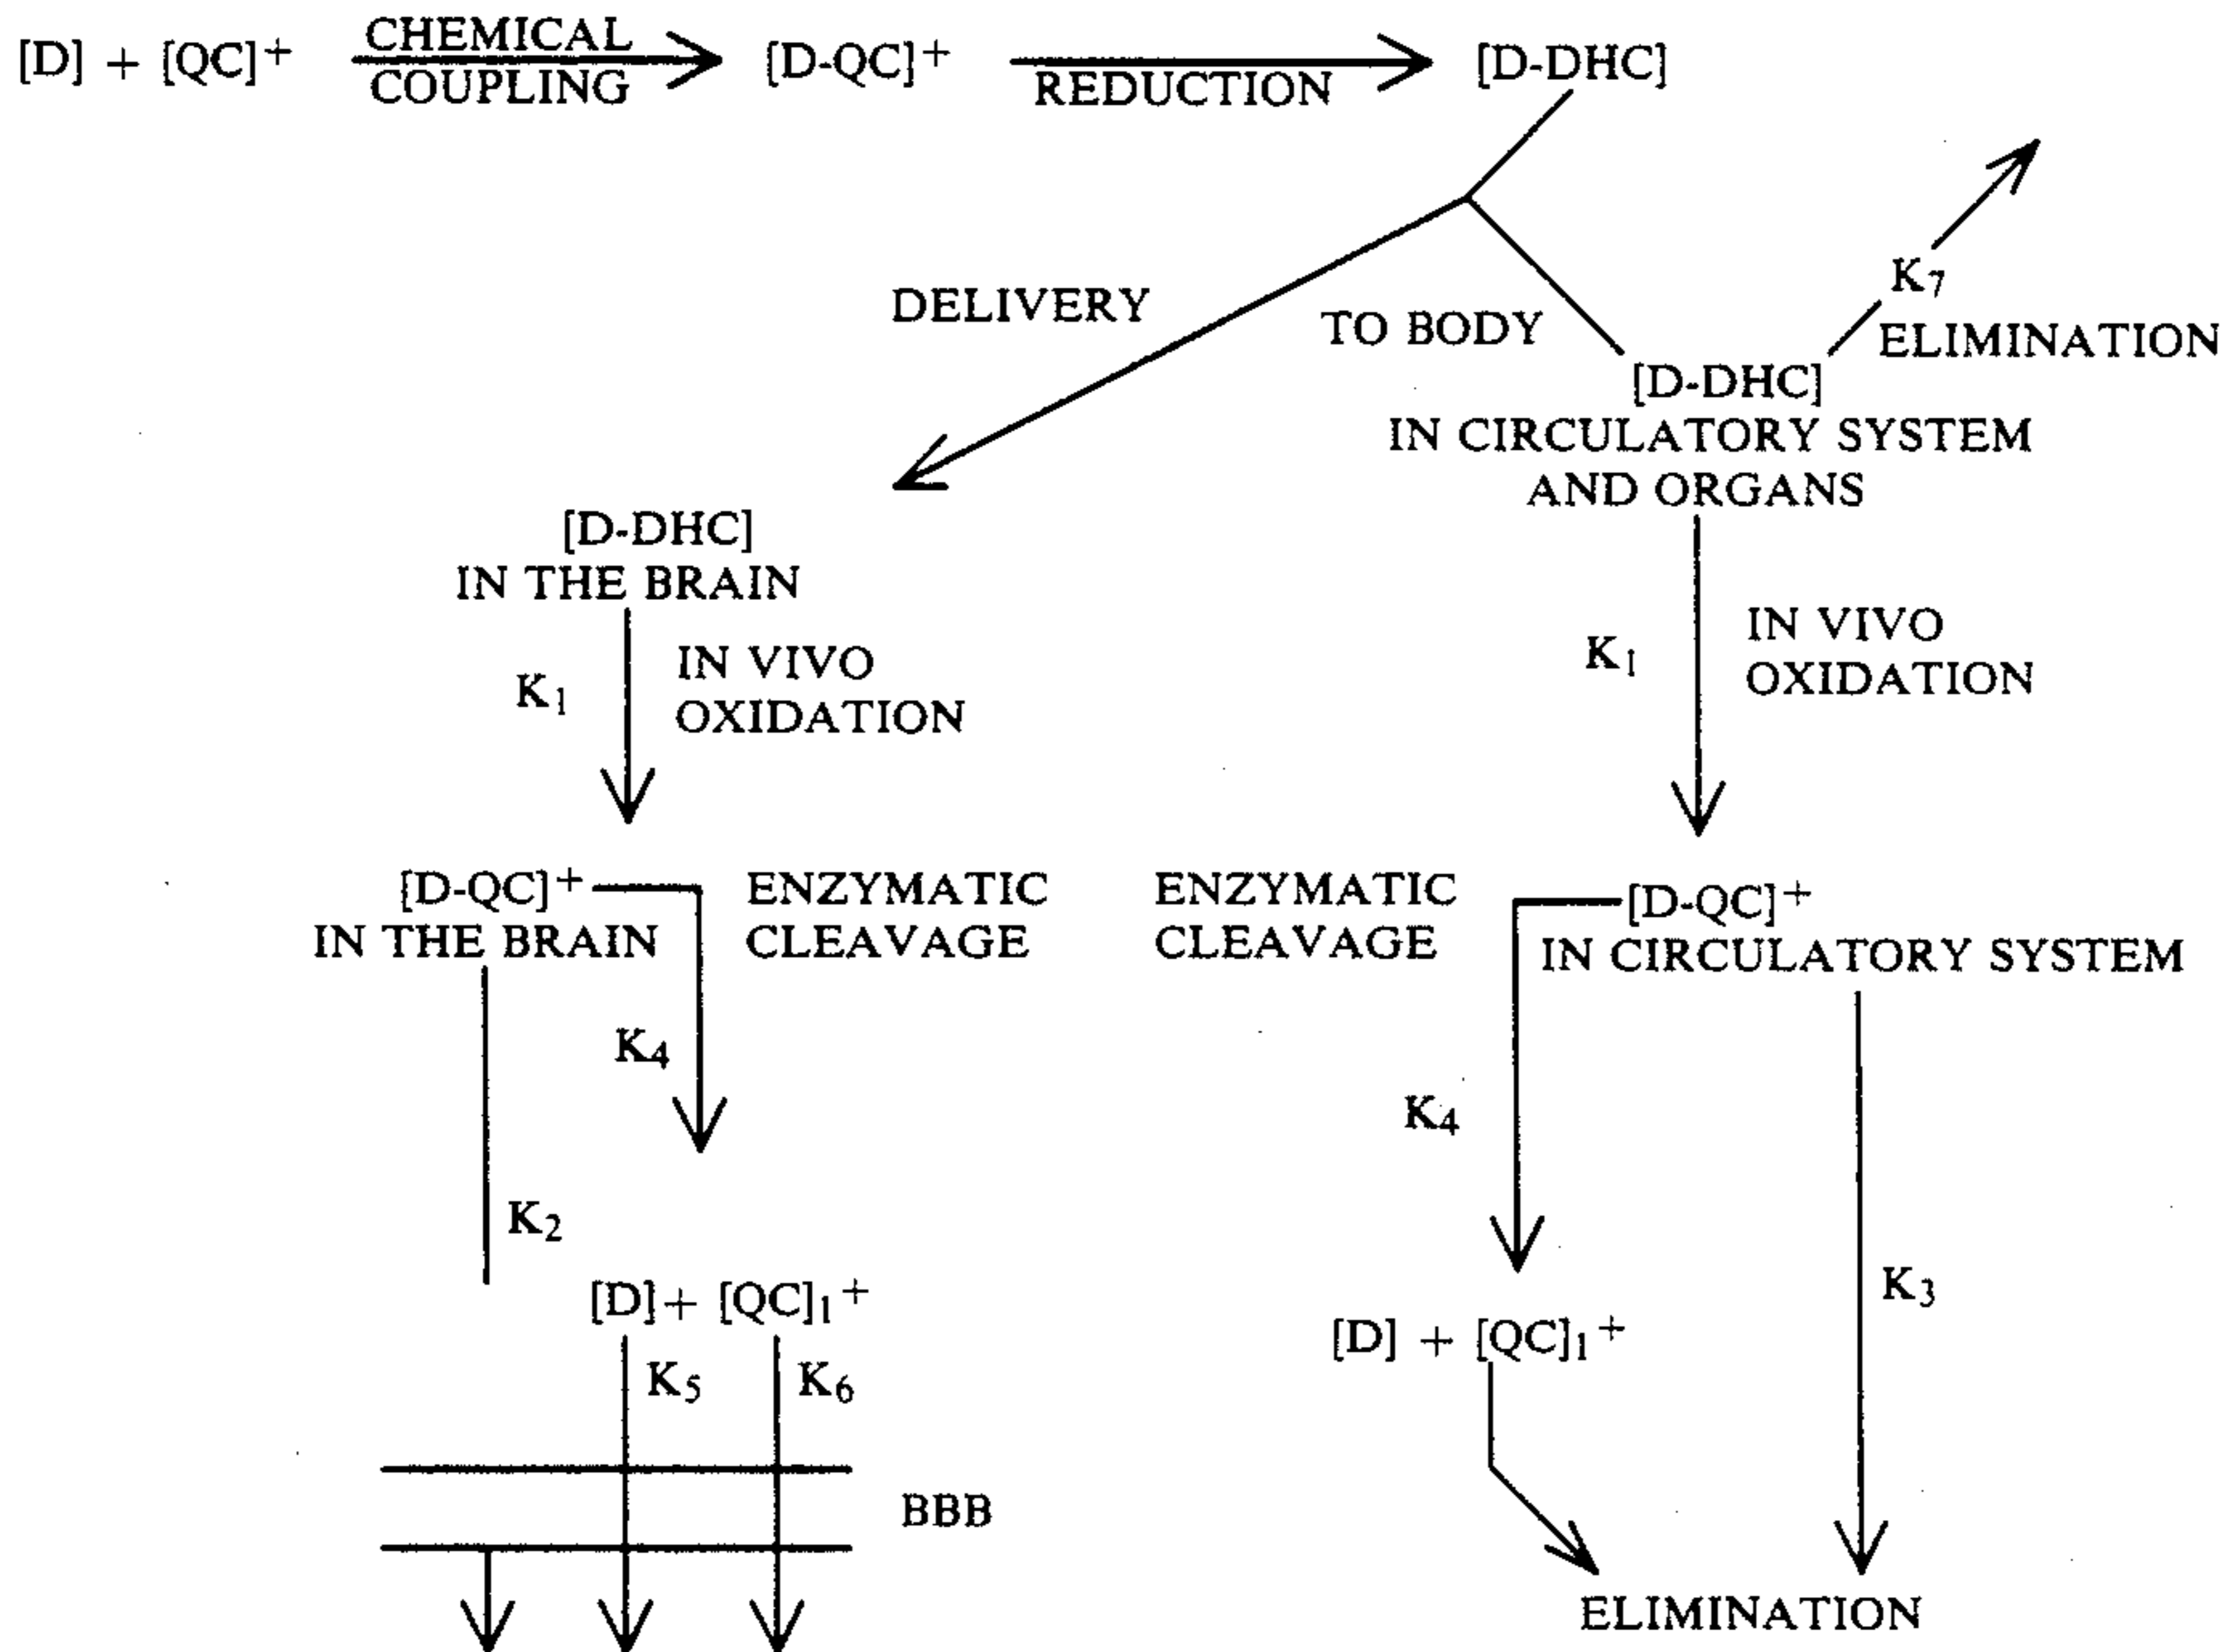 [D] + [QC]+ CHEMICAL COUPLING [D-QC]+ REDUCTION [D-DHC]
K7
DELIVERY
TO BODY
ELIMINATION
[D-DHC]
IN CIRCULATORY SYSTEM
AND ORGANS
[D-DHC]
IN THE BRAIN
K1
IN VIVO
OXIDATION
K1
IN VIVO
OXIDATION
[D-QC]+
IN THE BRAIN
ENZYMATIC
CLEAVAGE
ENZYMATIC
CLEAVAGE
[D-QC]+
IN CIRCULATORY SYSTEM
K4
K4
K2
K3
[D]+ [QC]1+
[D] + [QC]1+
K5
K6
BBB
ELIMINATION